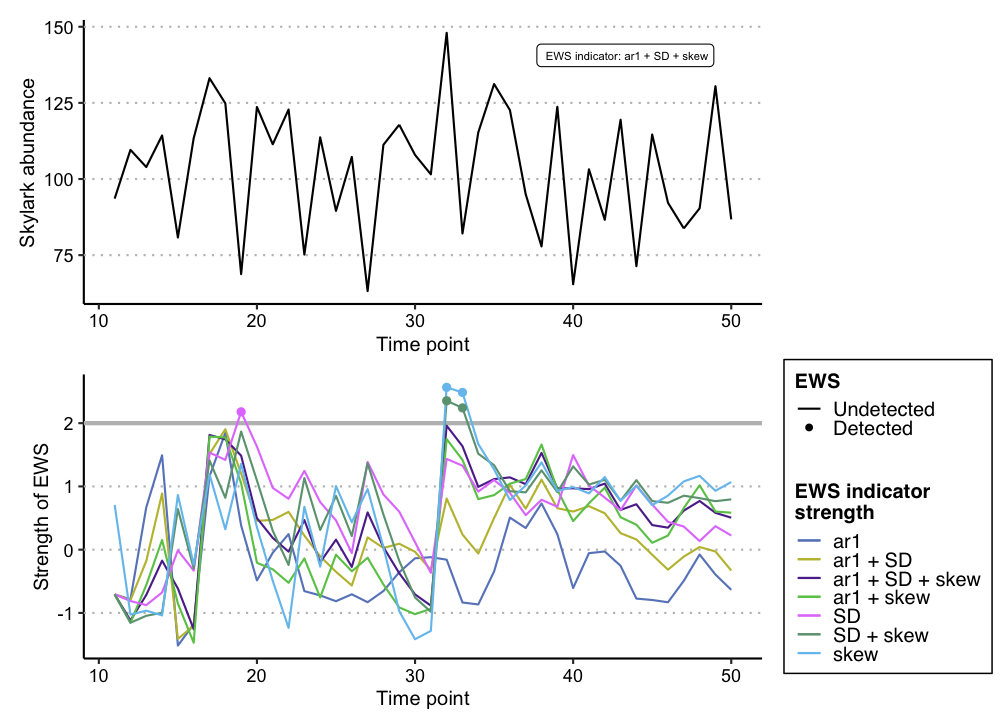 150
125
100
75
Skylark abundance
EWS indicator: ar1 + SD + skew
10 20 30 40 50
Time point
2
1
0
-1
Strength of EWS
10 20 30 40 50
Time point
EWS
Undetected
Detected
EWS indicator
strength
ar1
ar1 + SD
ar1 + SD + skew
ar1 + skew
SD
SD + skew
skew